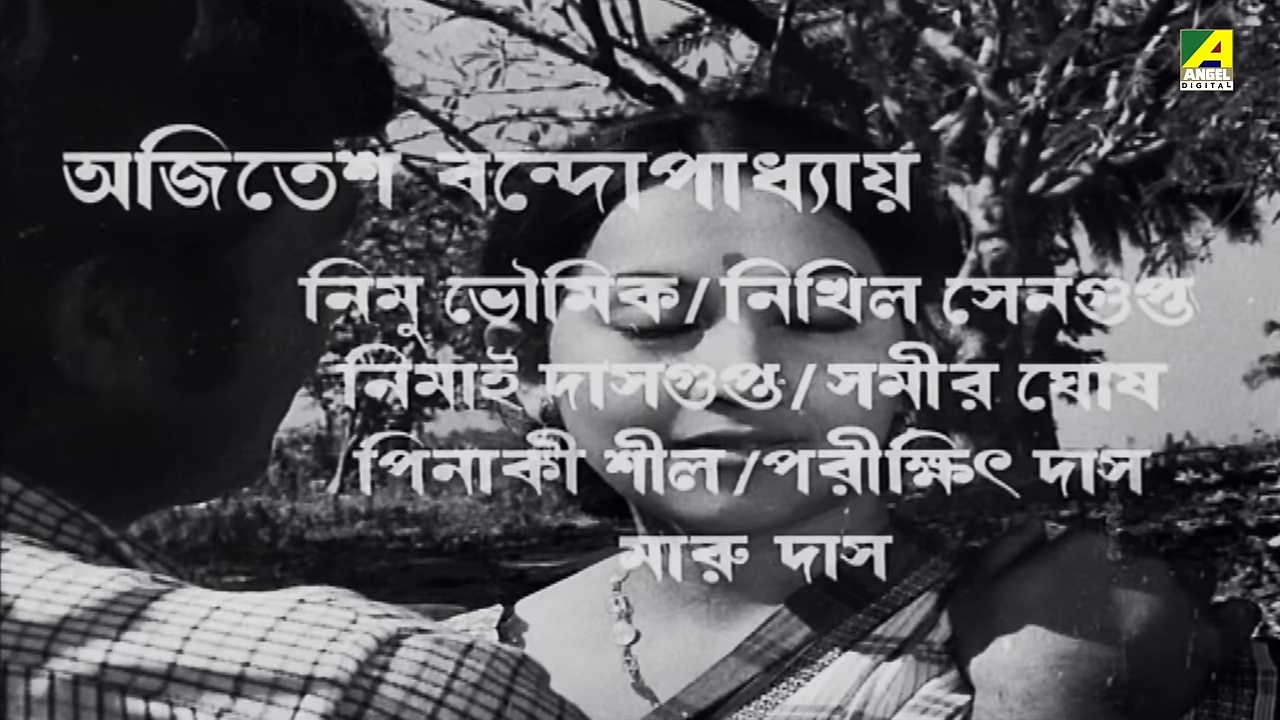 A
ANGEL
DIGITAL
অজিতেশ বন্দোপাধ্যায়
নিমু ভৌমিক/নিখিল সেনগুপ্ত
নিমাই দাসগুপ্ত/সমীর ঘোষ
পিনাকী শীল/পরীক্ষিৎ দাস
মারু দাস